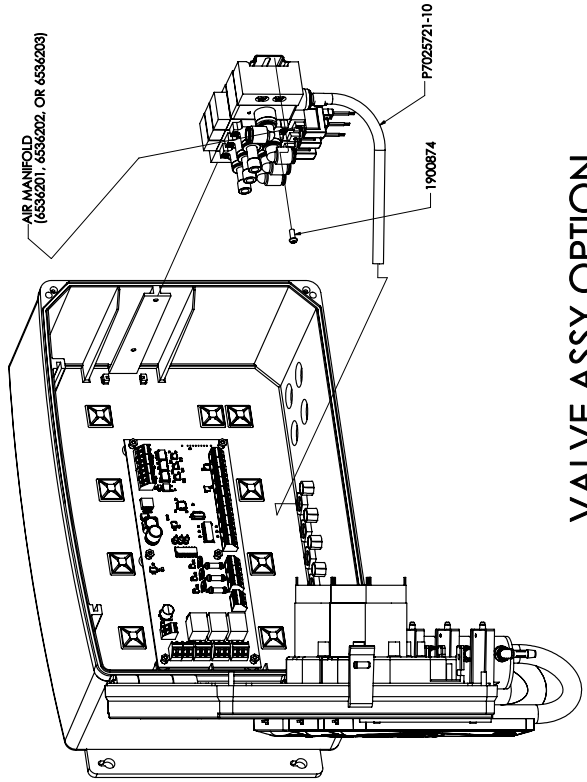 AIR MANIFOLD
(6536201, 6536202, OR 6536203)
P7025721-10
1900874
VALVE ASSY OPTION